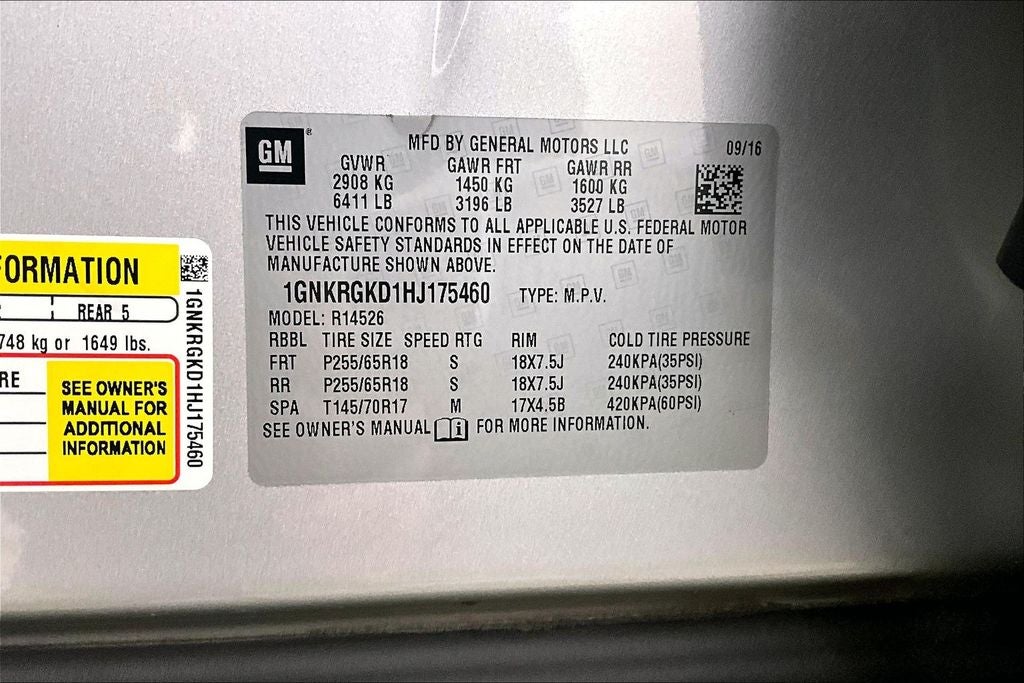 GM
MFD BY GENERAL MOTORS LLC 09/16
GVWR GAWR FRT GAWR RR
2908 KG 1450 KG 1600 KG
6411 LB 3196 LB 3527 LB
THIS VEHICLE CONFORMS TO ALL APPLICABLE U.S. FEDERAL MOTOR
VEHICLE SAFETY STANDARDS IN EFFECT ON THE DATE OF
MANUFACTURE SHOWN ABOVE.
1GNKRGKD1HJ175460 TYPE: M.P.V.
MODEL: R14526
RBBL TIRE SIZE SPEED RTG RIM COLD TIRE PRESSURE
FRT P255/65R18 S 18X7.5J 240KPA(35PSI)
RR P255/65R18 S 18X7.5J 240KPA(35PSI)
SPA T145/70R17 M 17X4.5B 420KPA(60PSI)
SEE OWNER'S MANUAL i FOR MORE INFORMATION.
FORMATION
REAR 5
748 kg or 1649 lbs.
RE
SEE OWNER'S
MANUAL FOR
ADDITIONAL
INFORMATION
1GNKRGKD1HJ175460